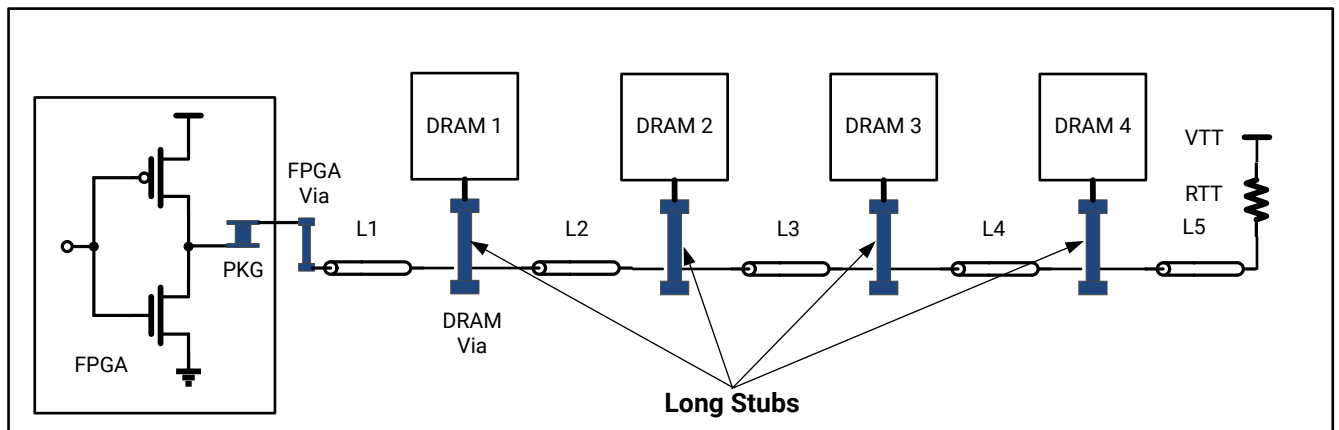 DRAM 1
DRAM 2
DRAM 3
DRAM 4
VTT
FPGA
Via
RTT
L1
L2
L3
L4
L5
PKG
DRAM
Via
FPGA
Long Stubs